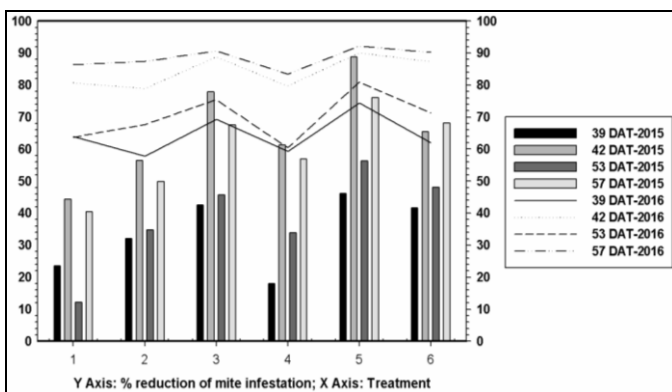 100 100
90 90
80 80
70 70
60 60
50 50
40 40
30 30
20 20
10 10
0 0
1 2 3 4 5 6
Y Axis: % reduction of mite infestation; X Axis: Treatment
39 DAT-2015
42 DAT-2015
53 DAT-2015
57 DAT-2015
39 DAT-2016
42 DAT-2016
53 DAT-2016
57 DAT-2016